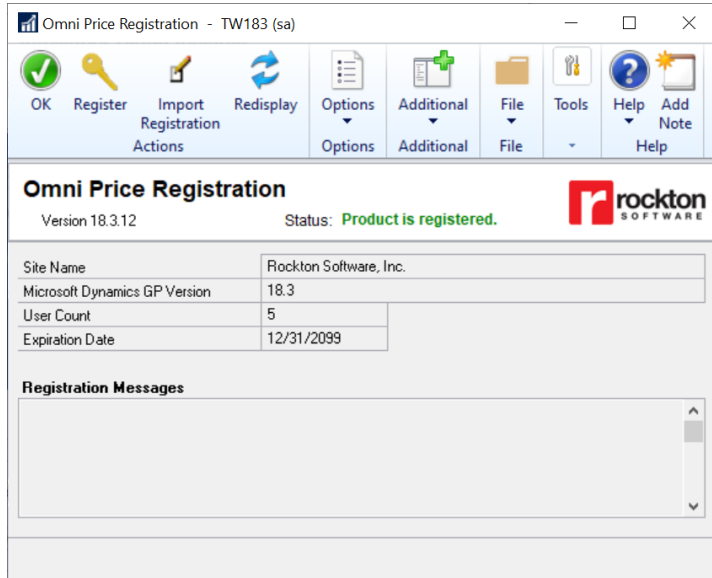 Omni Price Registration  -  TW183 (sa)
OK
Register
Import
Registration
Redisplay
Options
Additional
File
Tools
Help
Add
Note
Actions
Options
Additional
File
Help
Omni Price Registration
Version 18.3.12
Status: Product is registered.
rockton
SOFTWARE
Site Name
Rockton Software, Inc.
Microsoft Dynamics GP Version
18.3
User Count
5
Expiration Date
12/31/2099
Registration Messages